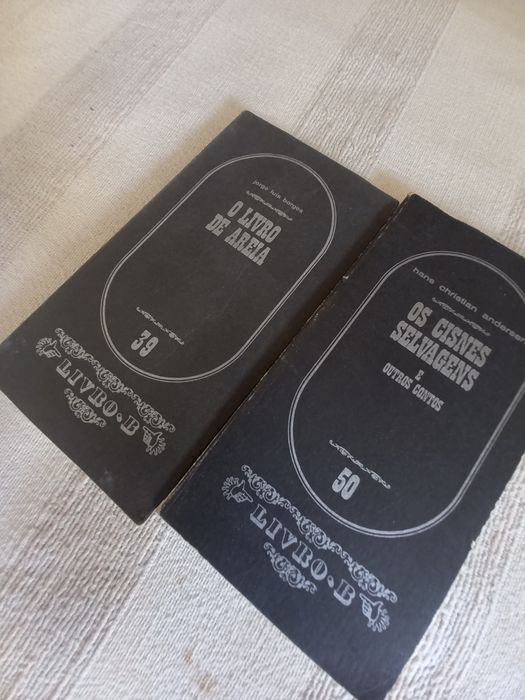 jorge luis borges
O LIVRO
DE AREIA
39
LIVRO·B
hans christian andersen
OS CISNES
SELVAGENS
E
OUTROS CONTOS
50
LIVRO·B